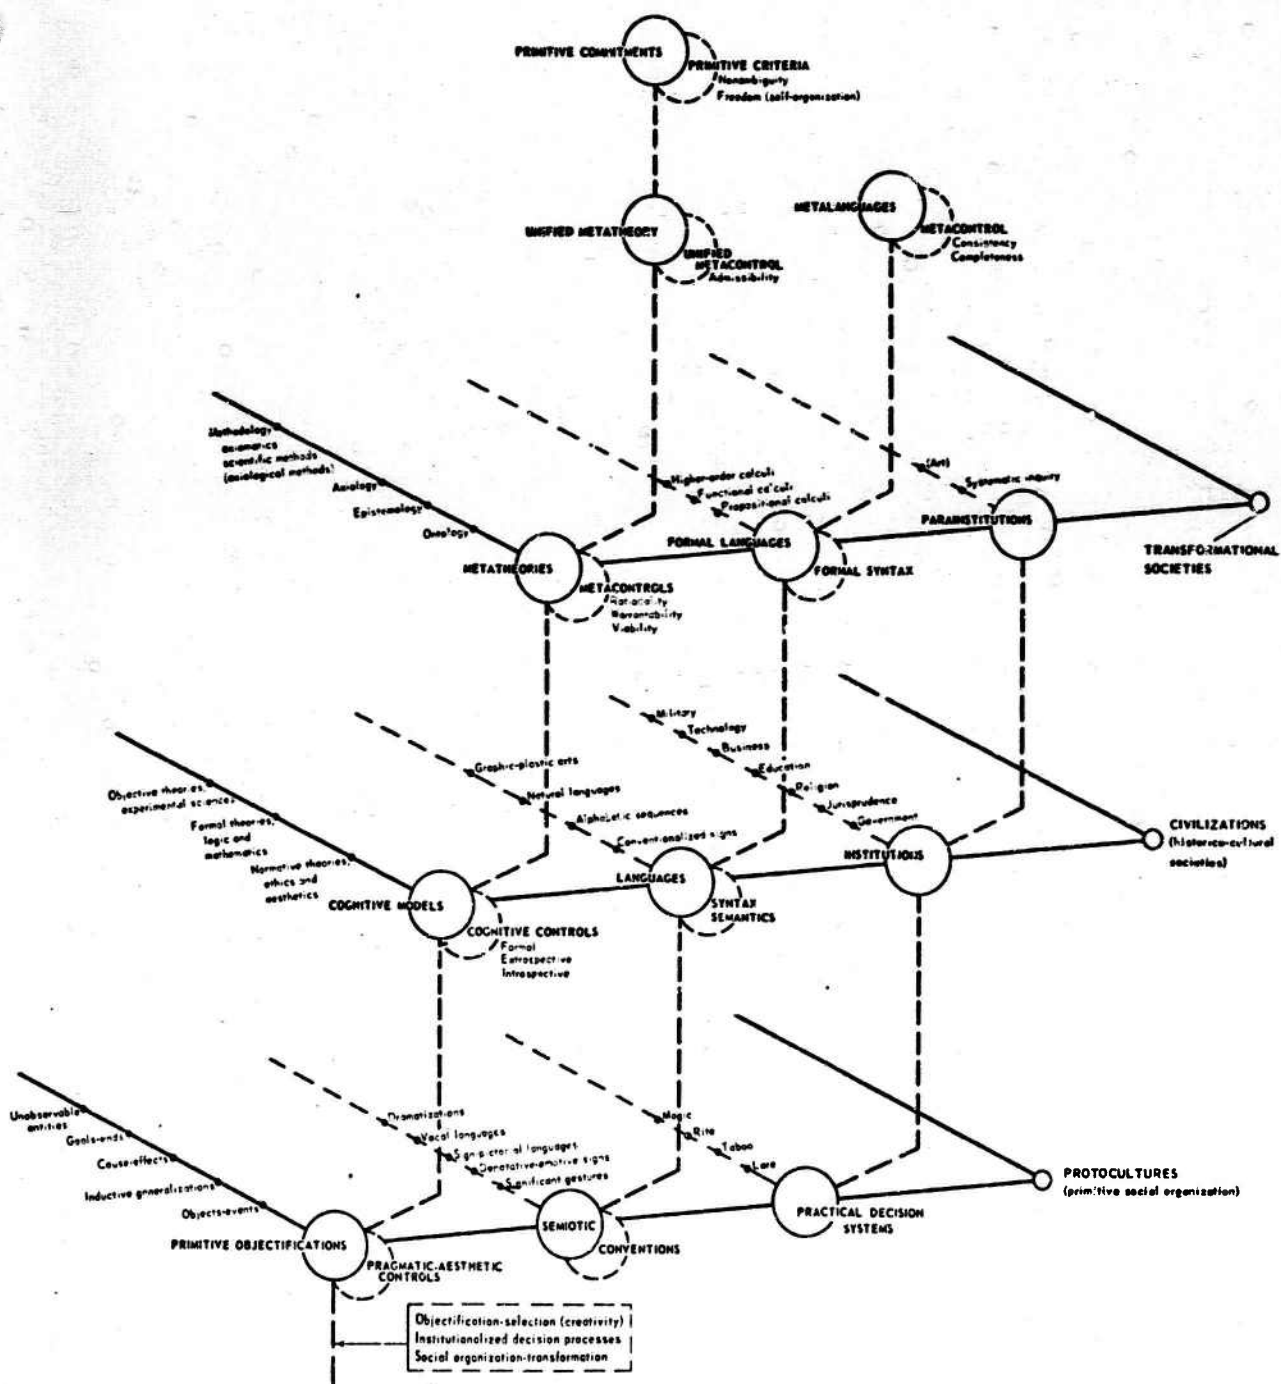 PRIMITIVE COMMITMENTS
PRIMITIVE CRITERIA
Nonambiguity
Freedom (self-organization)
METALANGUAGES
METACONTROL
Consistency
Completeness
UNIFIED METATHEORY
UNIFIED
METACONTROL
Admissibility
Methodology
axiomatics
scientific methods
(axiological methods)
Axiology
Epistemology
Ontology
Higher-order calculi
Functional calculi
Propositional calculi
(Art)
Systematic inquiry
METATHEORIES
METACONTROLS
Rationality
Warrantability
Viability
FORMAL LANGUAGES
FORMAL SYNTAX
PARAINSTITUTIONS
TRANSFORMATIONAL
SOCIETIES
Objective theories,
experimental sciences
Formal theories,
logic and
mathematics
Normative theories,
ethics and
aesthetics
Graphic-plastic arts
Natural languages
Alphabetic sequences
Conventionalized signs
Military
Technology
Business
Education
Religion
Jurisprudence
Government
COGNITIVE MODELS
COGNITIVE CONTROLS
Formal
Extrospective
Introspective
LANGUAGES
SYNTAX
SEMANTICS
INSTITUTIONS
CIVILIZATIONS
(historico-cultural
societies)
Unobservable
entities
Goals-ends
Cause-effects
Inductive generalizations
Objects-events
Dramatizations
Vocal languages
Sign-pictorial languages
Denotative-emotive signs
Significant gestures
Magic
Rite
Taboo
Lore
PRIMITIVE OBJECTIFICATIONS
PRAGMATIC-AESTHETIC
CONTROLS
SEMIOTIC
CONVENTIONS
PRACTICAL DECISION
SYSTEMS
PROTOCULTURES
(primitive social organization)
Objectification-selection (creativity)
Institutionalized decision processes
Social organization-transformation